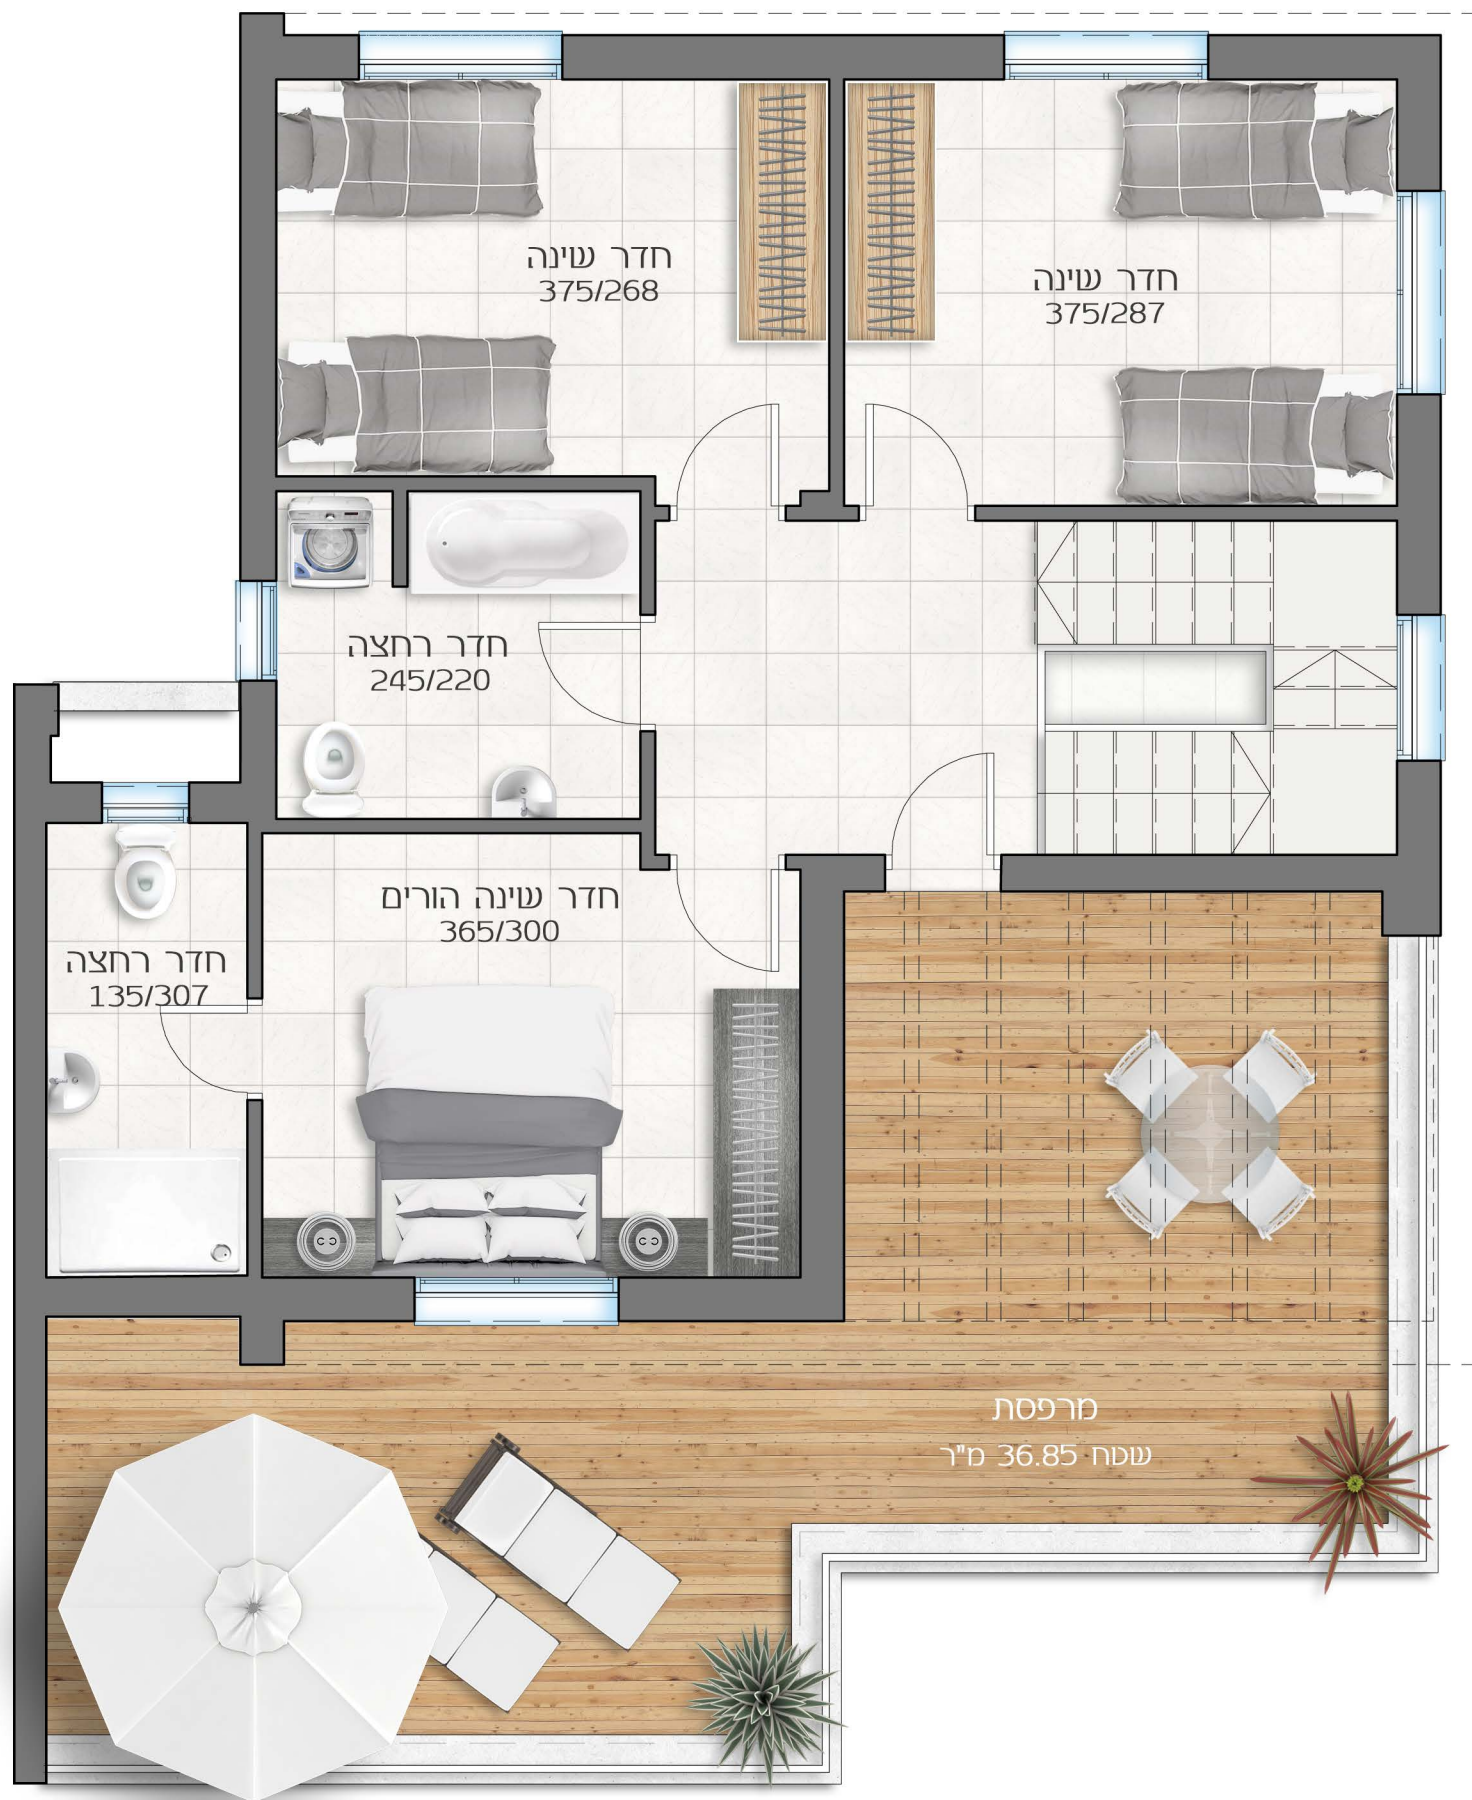 חדר שינה
375/268
חדר שינה
375/287
חדר רחצה
245/220
חדר שינה הורים
365/300
חדר רחצה
135/307
מרפסת
שטח 36.85 מ"ר